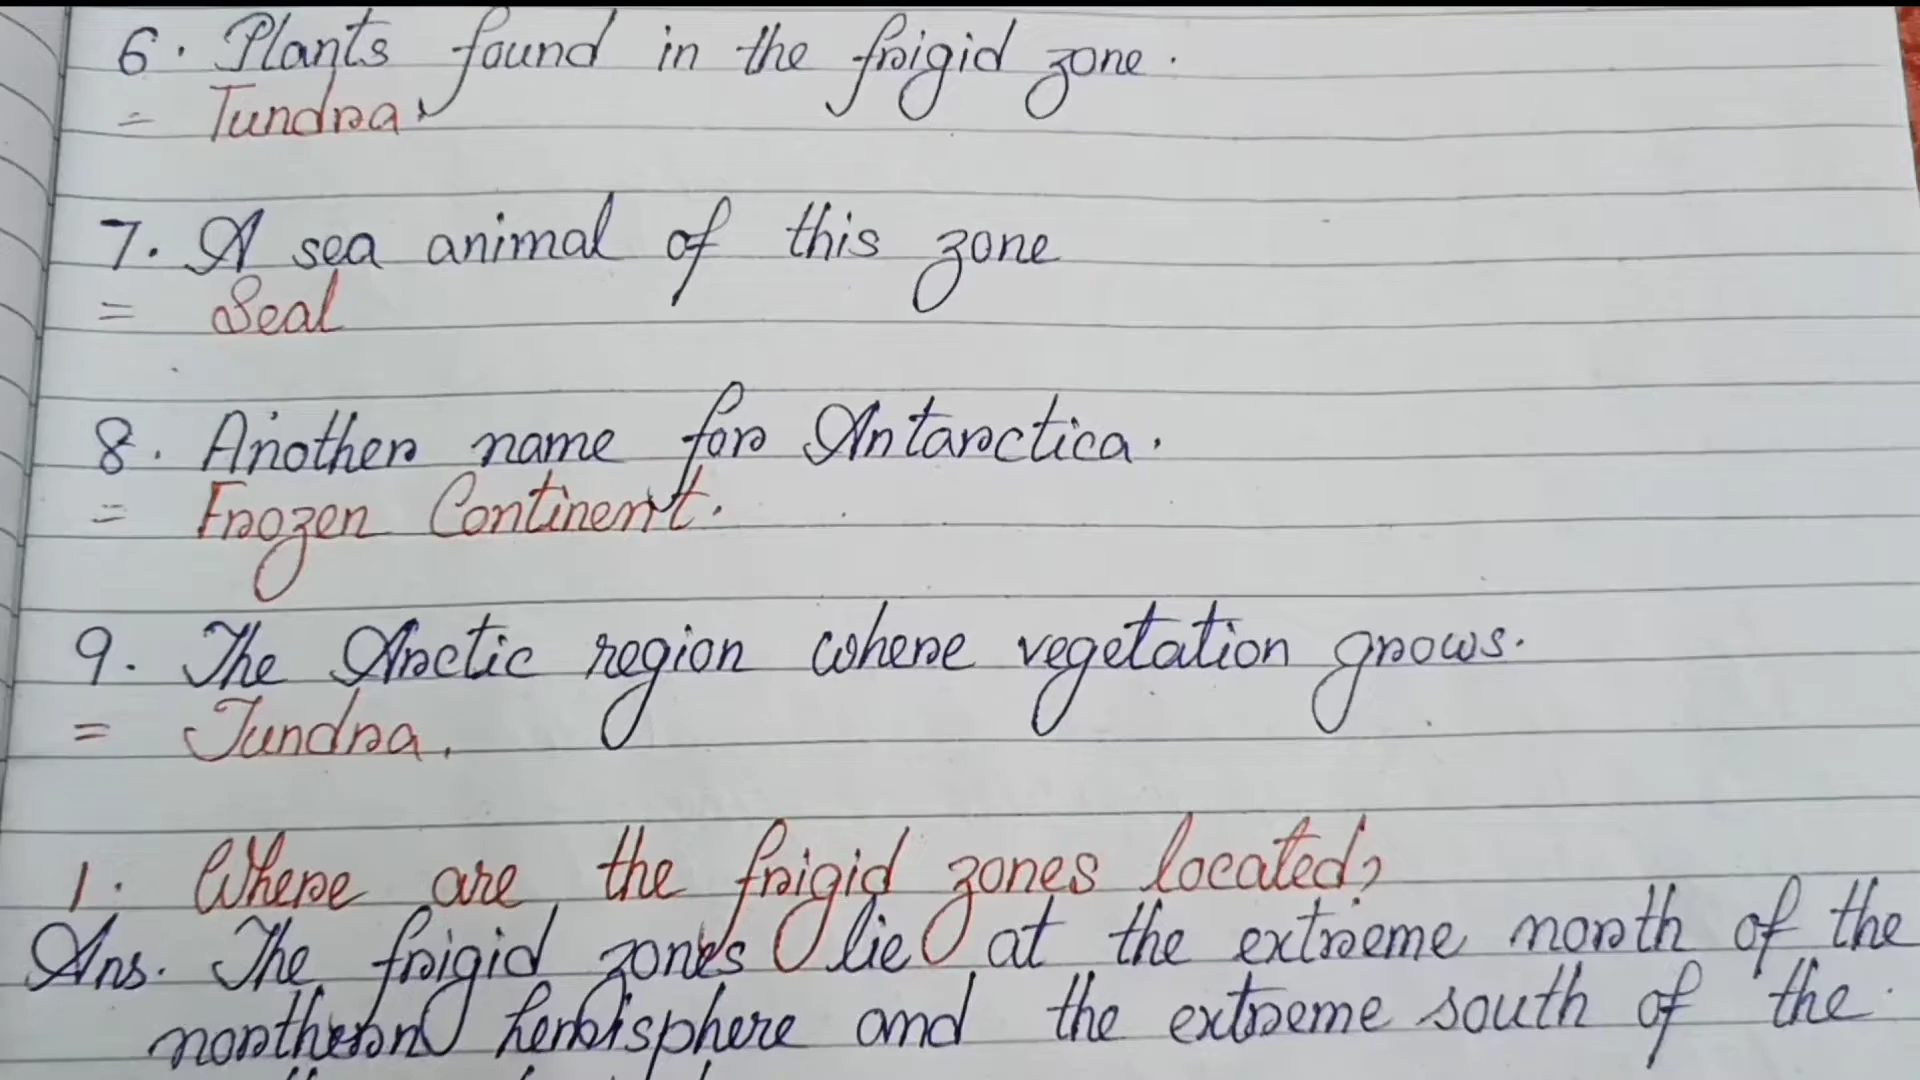 6. Plants found in the frigid zone.
= Tundra
7. A sea animal of this zone
= Seal
8. Another name for Antarctica.
= Frozen Continent.
9. The Arctic region where vegetation grows.
= Tundra.
1. Where are the frigid zones located?
Ans. The frigid zones lie at the extreme north of the
northern hemisphere and the extreme south of the